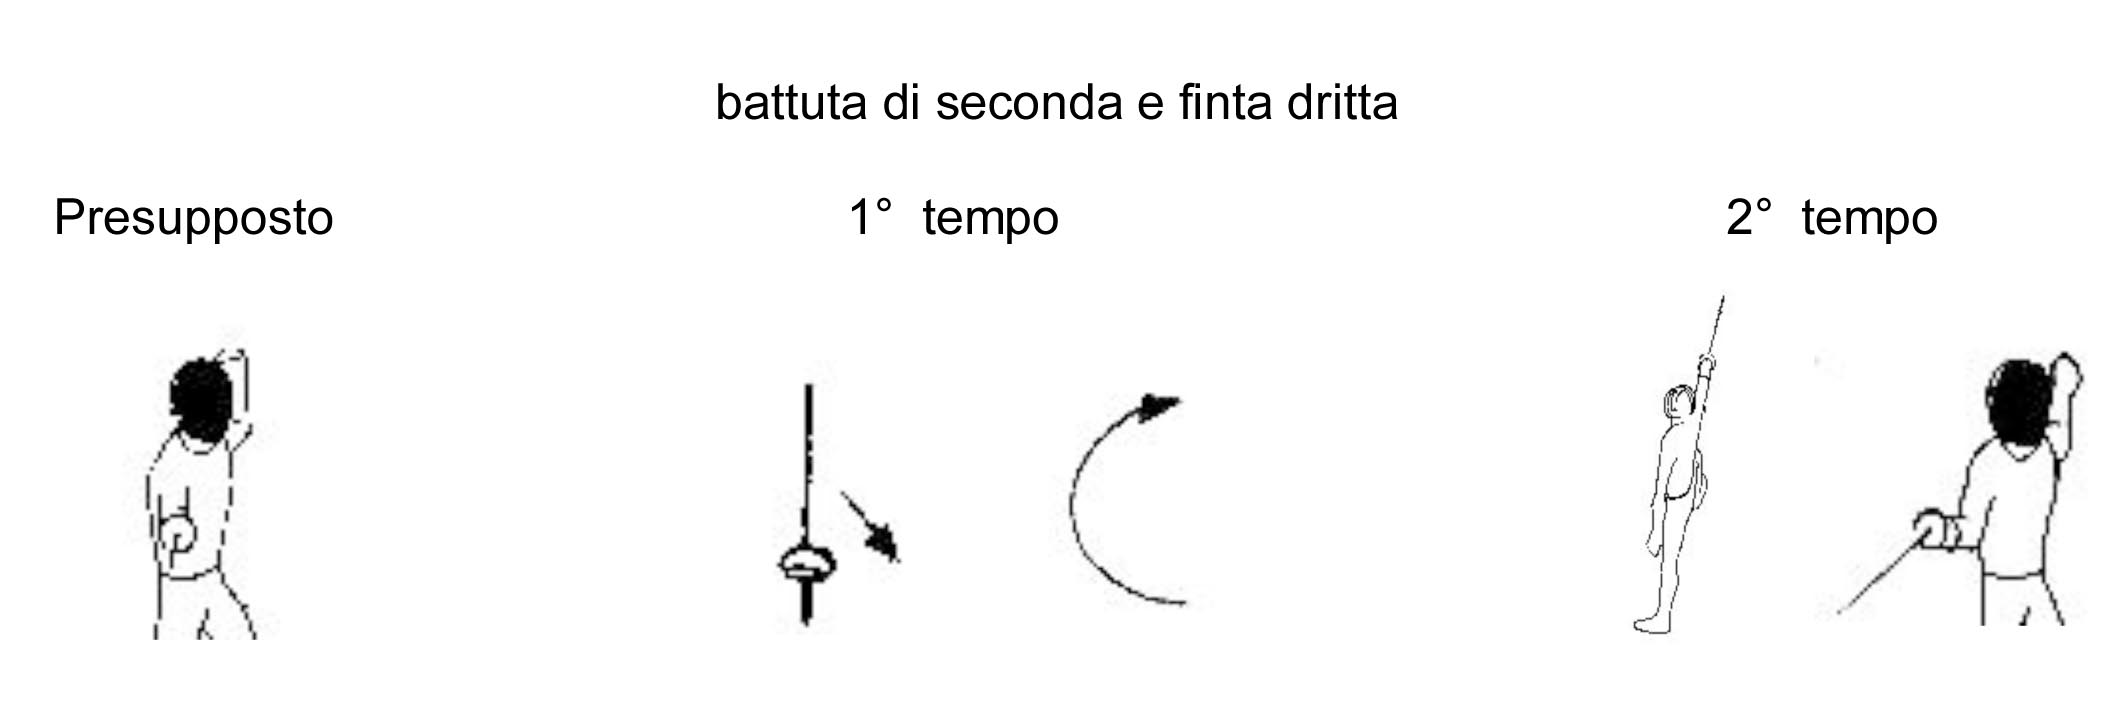 battuta di seconda e finta dritta
Presupposto 1° tempo 2° tempo